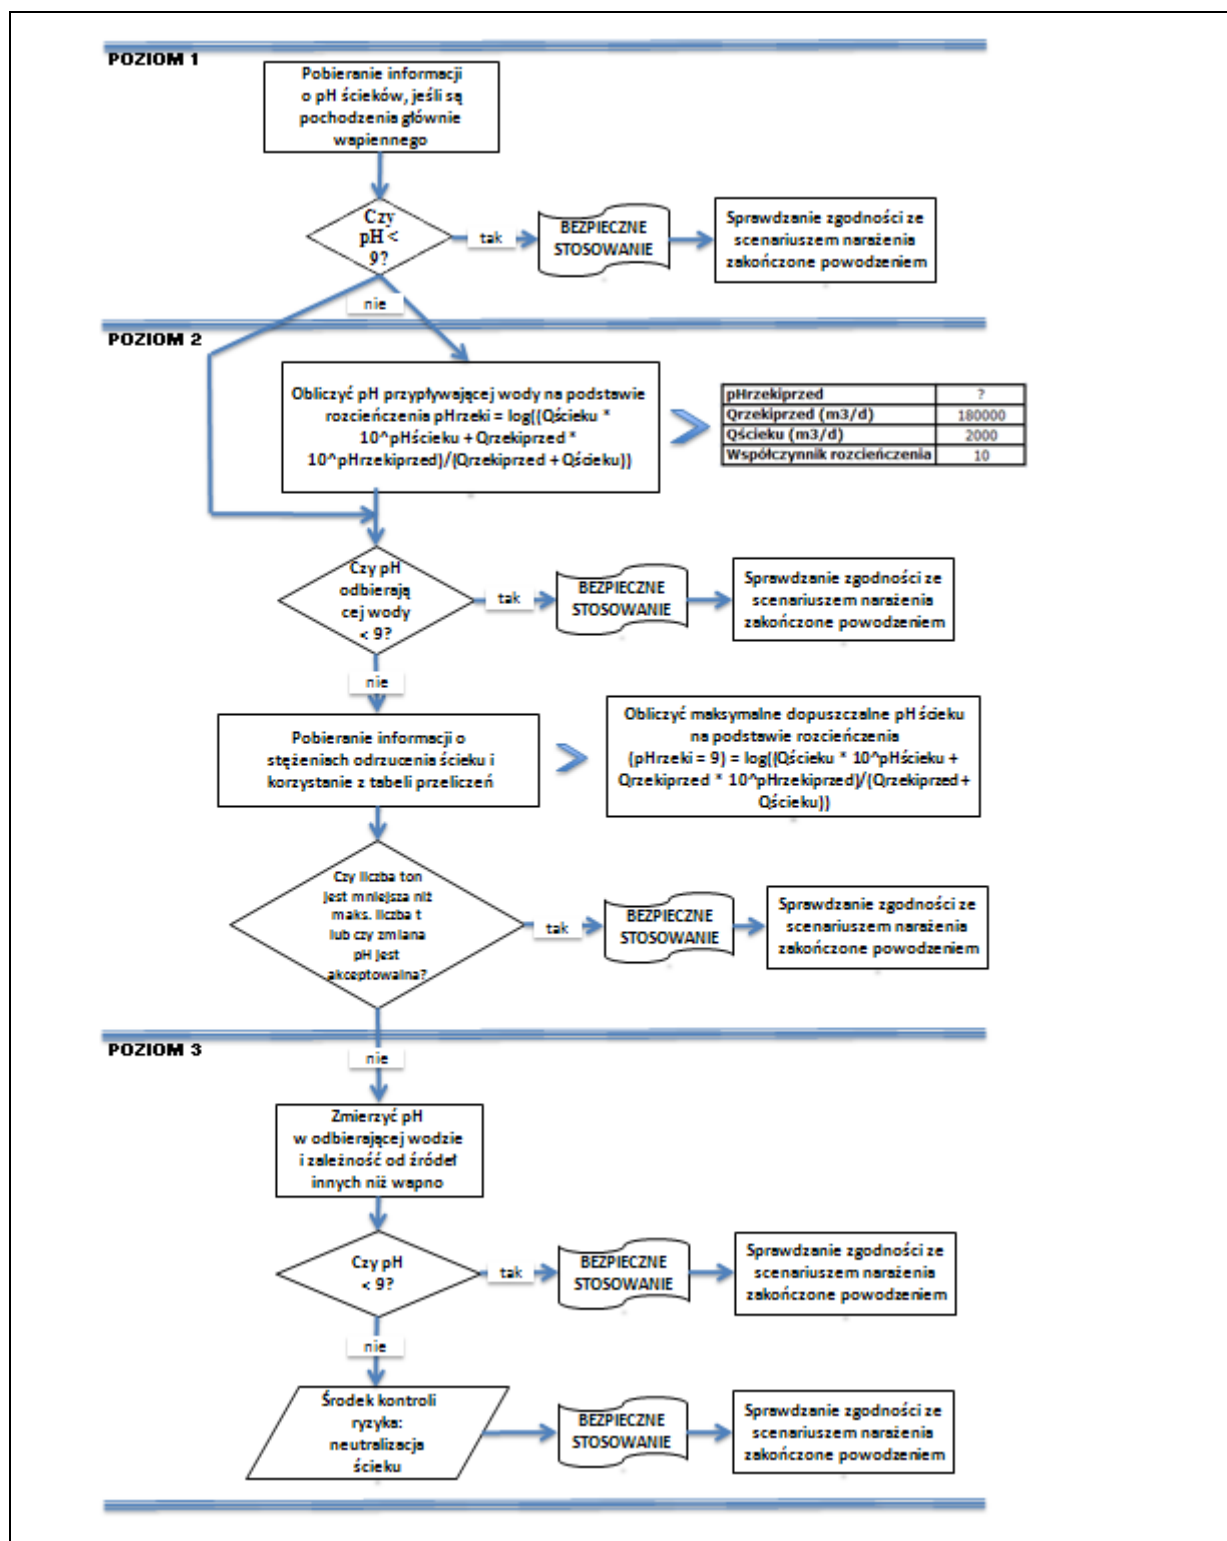 POZIOM 1
Pobieranie informacji
o pH ścieków, jeśli są
pochodzenia głównie
wapiennego
Czy
pH <
9?
tak
BEZPIECZNE
STOSOWANIE
Sprawdzanie zgodności ze
scenariuszem narażenia
zakończone powodzeniem
nie
POZIOM 2
Obliczyć pH przypływającej wody na podstawie
rozcieńczenia pHrzeki = log((Qścieku *
10^pHścieku + Qrzekiprzed *
10^pHrzekiprzed)/(Qrzekiprzed + Qścieku))
pHrzekiprzed ?
Qrzekiprzed (m3/d) 180000
Qścieku (m3/d) 2000
Współczynnik rozcieńczenia 10
Czy pH
odbierają
cej wody
< 9?
tak
BEZPIECZNE
STOSOWANIE
Sprawdzanie zgodności ze
scenariuszem narażenia
zakończone powodzeniem
nie
Pobieranie informacji o
stężeniach odrzucenia ścieku i
korzystanie z tabeli przeliczeń
Obliczyć maksymalne dopuszczalne pH ścieku
na podstawie rozcieńczenia
(pHrzeki = 9) = log((Qścieku * 10^pHścieku +
Qrzekiprzed * 10^pHrzekiprzed)/(Qrzekiprzed +
Qścieku))
Czy liczba ton
jest mniejsza niż
maks. liczba t
lub czy zmiana
pH jest
akceptowalna?
tak
BEZPIECZNE
STOSOWANIE
Sprawdzanie zgodności ze
scenariuszem narażenia
zakończone powodzeniem
POZIOM 3
nie
Zmierzyć pH
w odbierającej wodzie
i zależność od źródeł
innych niż wapno
Czy pH
< 9?
tak
BEZPIECZNE
STOSOWANIE
Sprawdzanie zgodności ze
scenariuszem narażenia
zakończone powodzeniem
nie
Środek kontroli
ryzyka:
neutralizacja
ścieku
BEZPIECZNE
STOSOWANIE
Sprawdzanie zgodności ze
scenariuszem narażenia
zakończone powodzeniem